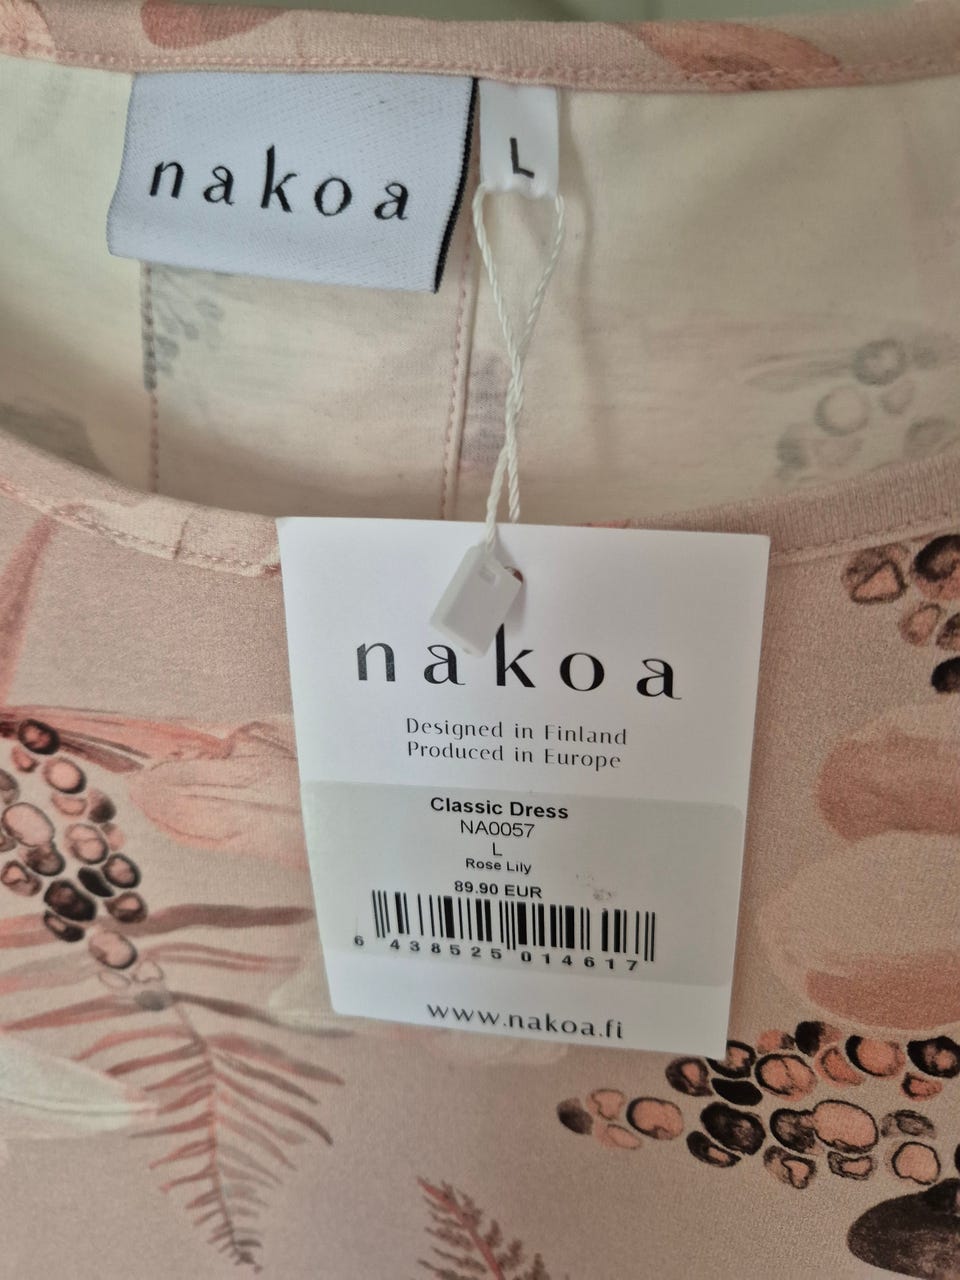 nakoa
L
nakoa
Designed in Finland
Produced in Europe
Classic Dress
NA0057
L
Rose Lily
89.90 EUR
6 438525 014617
www.nakoa.fi